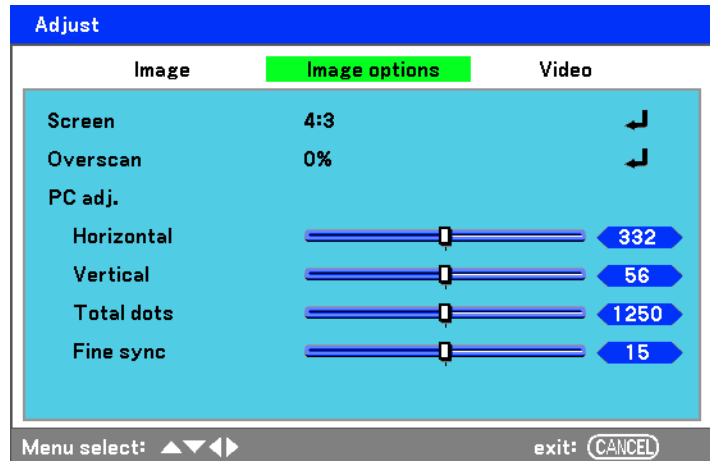 Adjust
Image Image options Video
Screen 4:3
Overscan 0%
PC adj.
Horizontal 332
Vertical 56
Total dots 1250
Fine sync 15
Menu select: exit: CANCEL